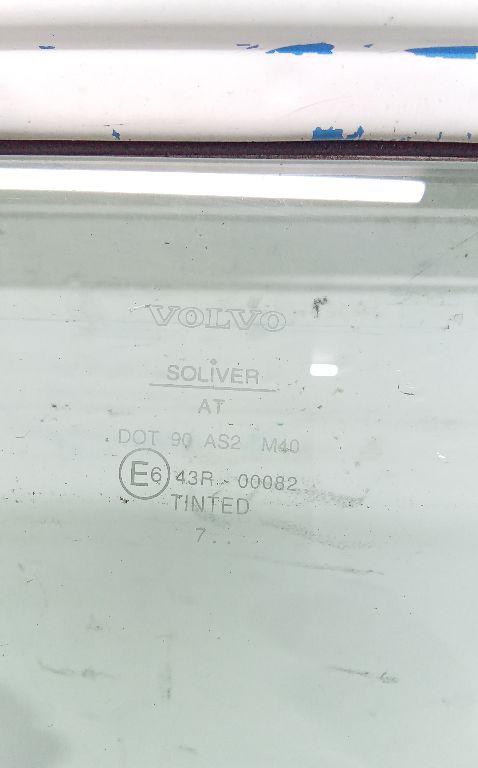 VOLVO
SOLIVER
AT
DOT 90 AS2 M40
E6 43R - 00082
TINTED
7 . .